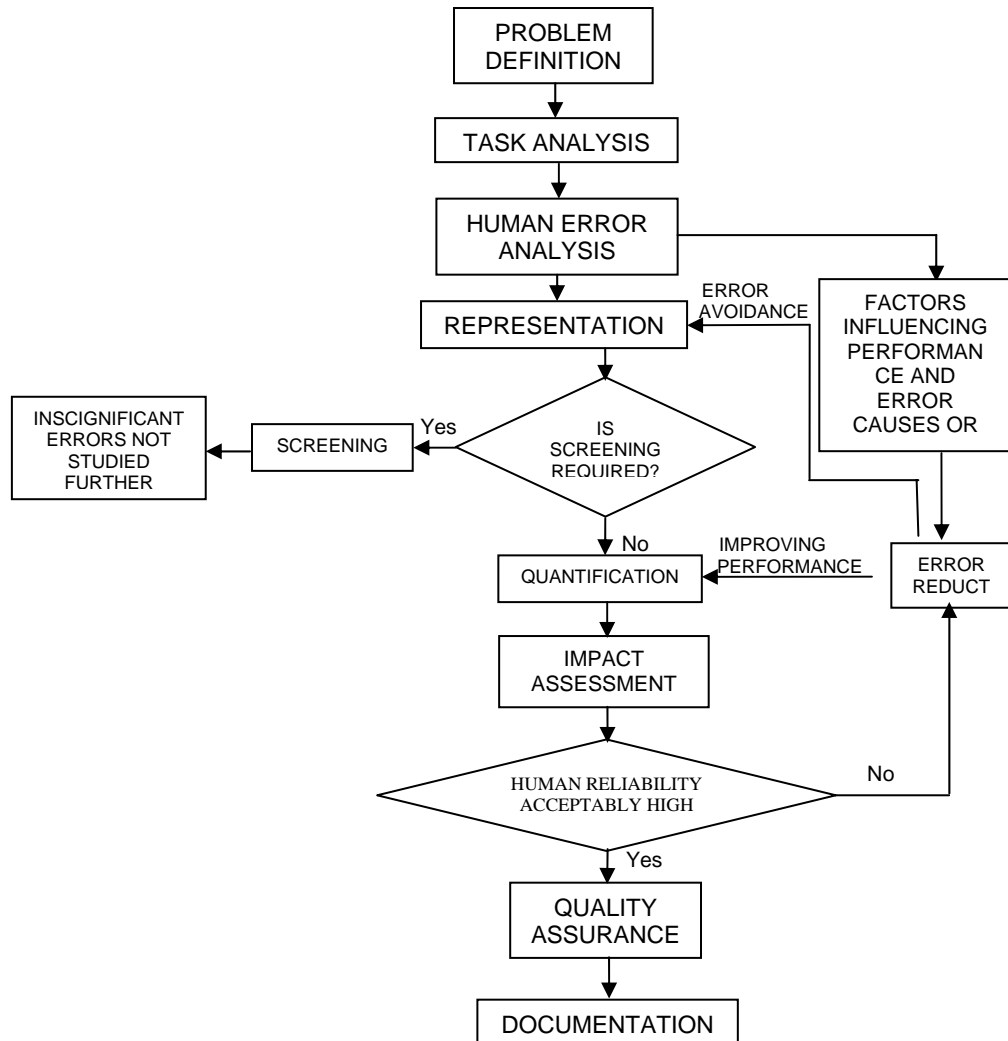 PROBLEM
DEFINITION
TASK ANALYSIS
HUMAN ERROR
ANALYSIS
ERROR
AVOIDANCE
REPRESENTATION
FACTORS
INFLUENCING
PERFORMAN
CE AND
ERROR
CAUSES OR
INSCIGNIFICANT
ERRORS NOT
STUDIED
FURTHER
SCREENING
Yes
IS
SCREENING
REQUIRED?
No
IMPROVING
PERFORMANCE
QUANTIFICATION
ERROR
REDUCT
IMPACT
ASSESSMENT
HUMAN RELIABILITY
ACCEPTABLY HIGH
No
Yes
QUALITY
ASSURANCE
DOCUMENTATION